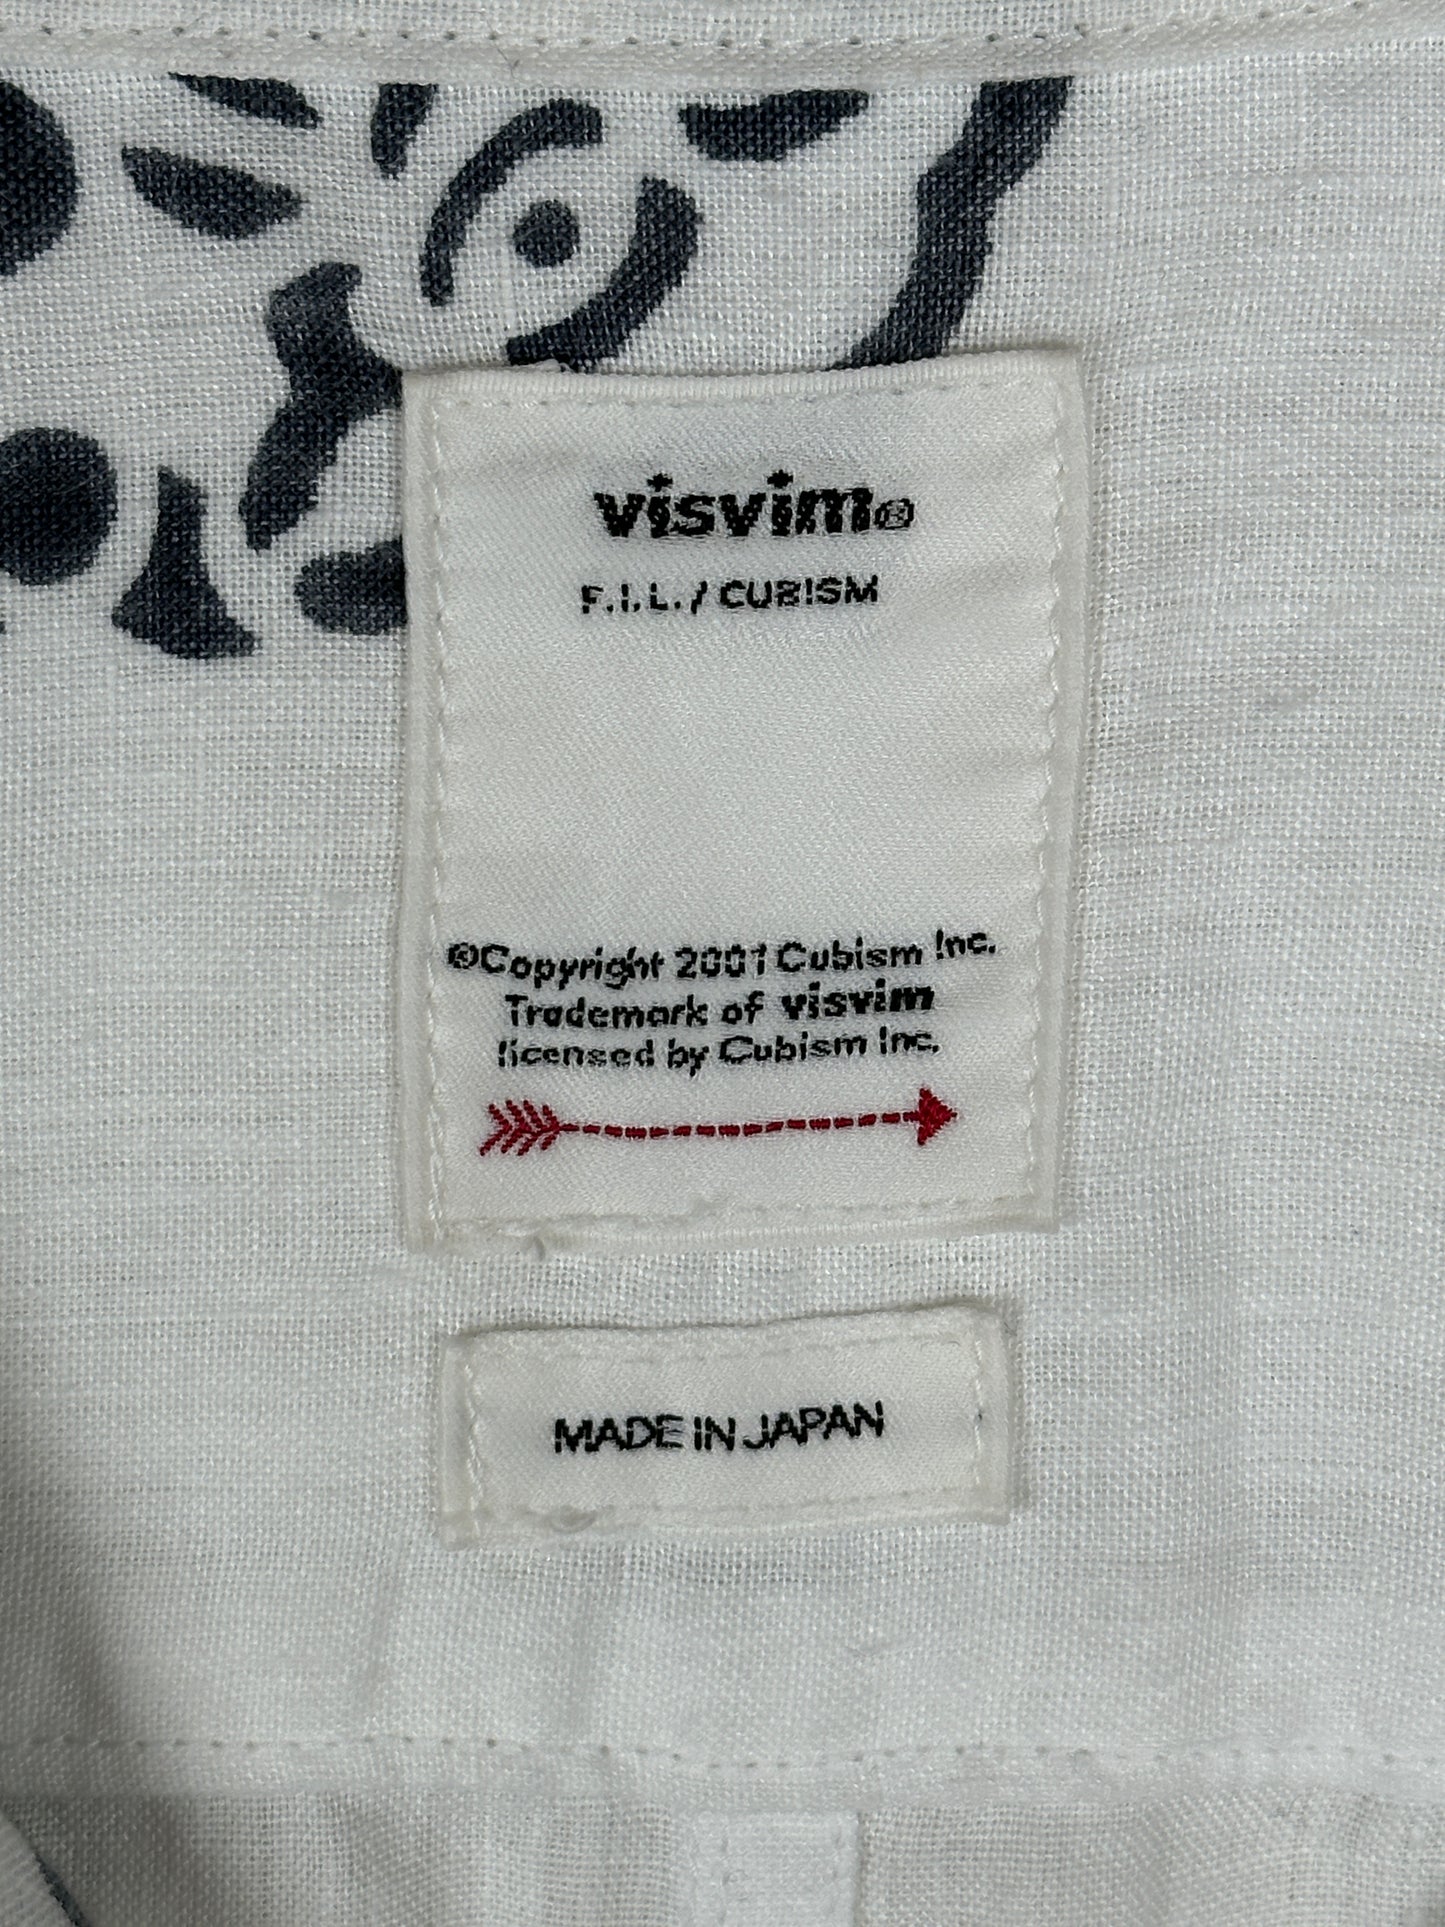 visvim®
F.I.L. / CUBISM
©Copyright 2001 Cubism Inc.
Trademark of visvim
licensed by Cubism Inc.
MADE IN JAPAN